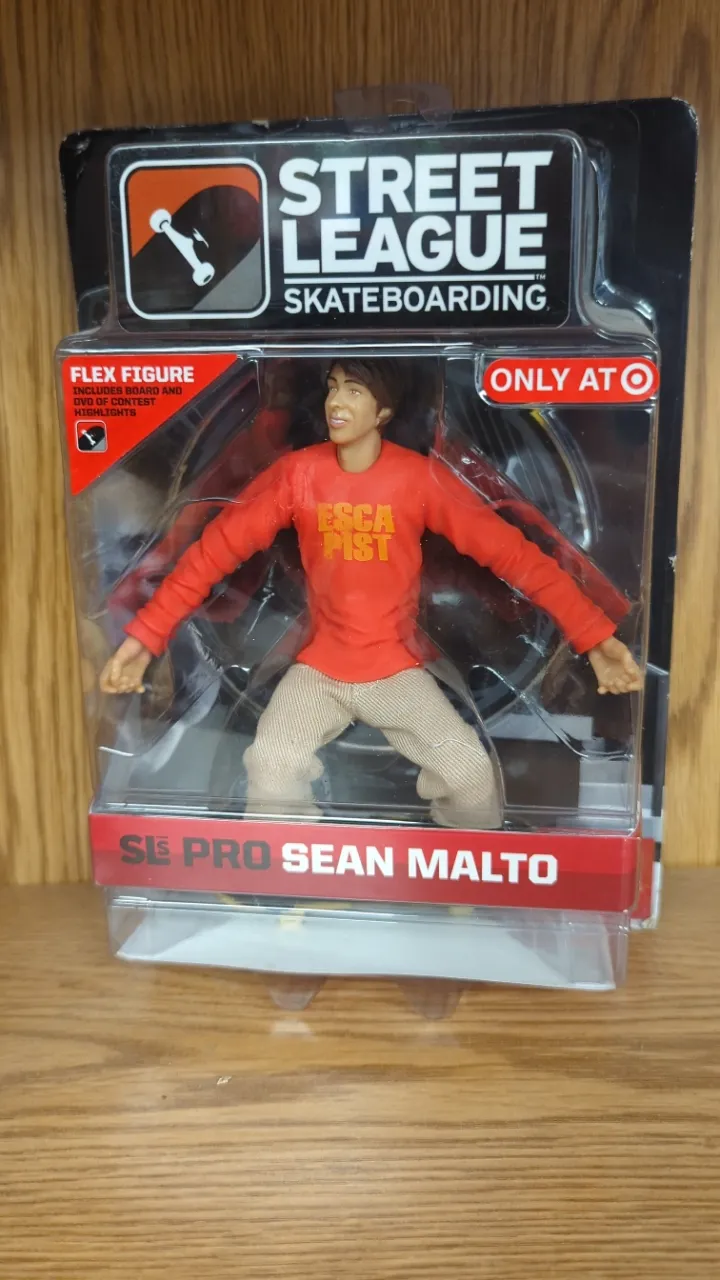 STREET
LEAGUE™
SKATEBOARDING
FLEX FIGURE
INCLUDES BOARD AND
DVD OF CONTEST
HIGHLIGHTS
ONLY AT
ESCA
PIST
SLS PRO SEAN MALTO